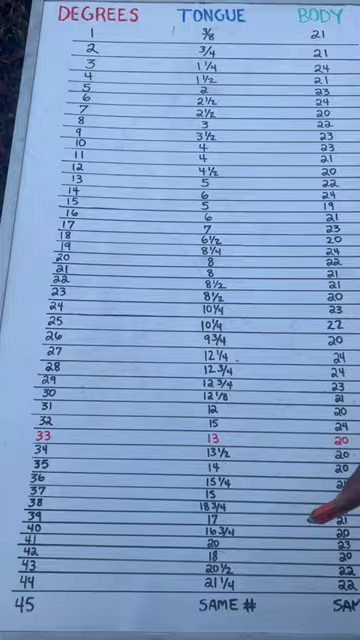 DEGREES TONGUE BODY
1 3/8 21
2 3/4 21
3 1 1/4 24
4 1 1/2 21
5 2 23
6 2 1/2 24
7 2 1/2 20
8 3 22
9 3 1/2 23
10 4 23
11 4 21
12 4 1/2 20
13 5 22
14 6 24
15 5 19
16 6 21
17 7 23
18 6 1/2 20
19 8 1/4 24
20 8 22
21 8 21
22 8 1/2 21
23 8 1/2 20
24 10 1/4 23
25 10 1/4 22
26 9 3/4 20
27 12 1/4 24
28 12 3/4 24
29 12 3/4 23
30 12 1/8 21
31 12 20
32 15 24
33 13 20
34 13 1/2 20
35 14 20
36 15 1/4
37 15
38 18 3/4
39 17 21
40 16 3/4 20
41 20 23
42 18 20
43 20 1/2 22
44 21 1/4 22
45 SAME # SAM